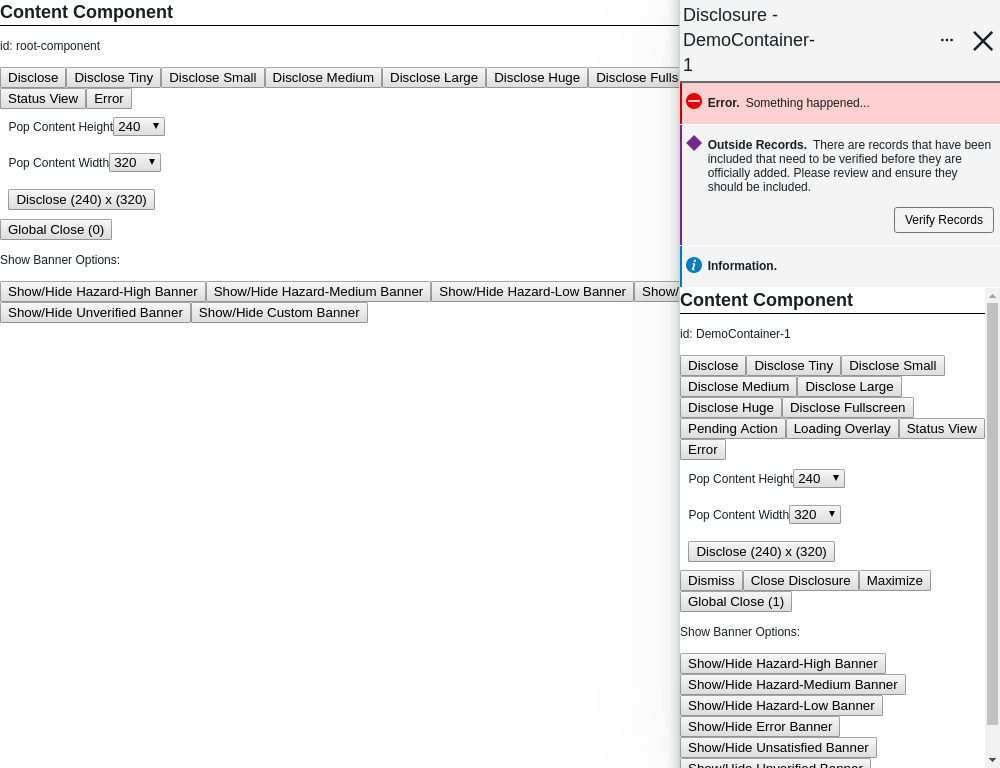 Content Component
id: root-component
Disclose Disclose Tiny Disclose Small Disclose Medium Disclose Large Disclose Huge Disclose Fulls
Status View Error
Pop Content Height 240
Pop Content Width 320
Disclose (240) x (320)
Global Close (0)
Show Banner Options:
Show/Hide Hazard-High Banner Show/Hide Hazard-Medium Banner Show/Hide Hazard-Low Banner Show/
Show/Hide Unverified Banner Show/Hide Custom Banner
Disclosure -
DemoContainer-
1
Error. Something happened...
Outside Records. There are records that have been
included that need to be verified before they are
officially added. Please review and ensure they
should be included.
Verify Records
Information.
Content Component
id: DemoContainer-1
Disclose Disclose Tiny Disclose Small
Disclose Medium Disclose Large
Disclose Huge Disclose Fullscreen
Pending Action Loading Overlay Status View
Error
Pop Content Height 240
Pop Content Width 320
Disclose (240) x (320)
Dismiss Close Disclosure Maximize
Global Close (1)
Show Banner Options:
Show/Hide Hazard-High Banner
Show/Hide Hazard-Medium Banner
Show/Hide Hazard-Low Banner
Show/Hide Error Banner
Show/Hide Unsatisfied Banner
Show/Hide Unverified Banner